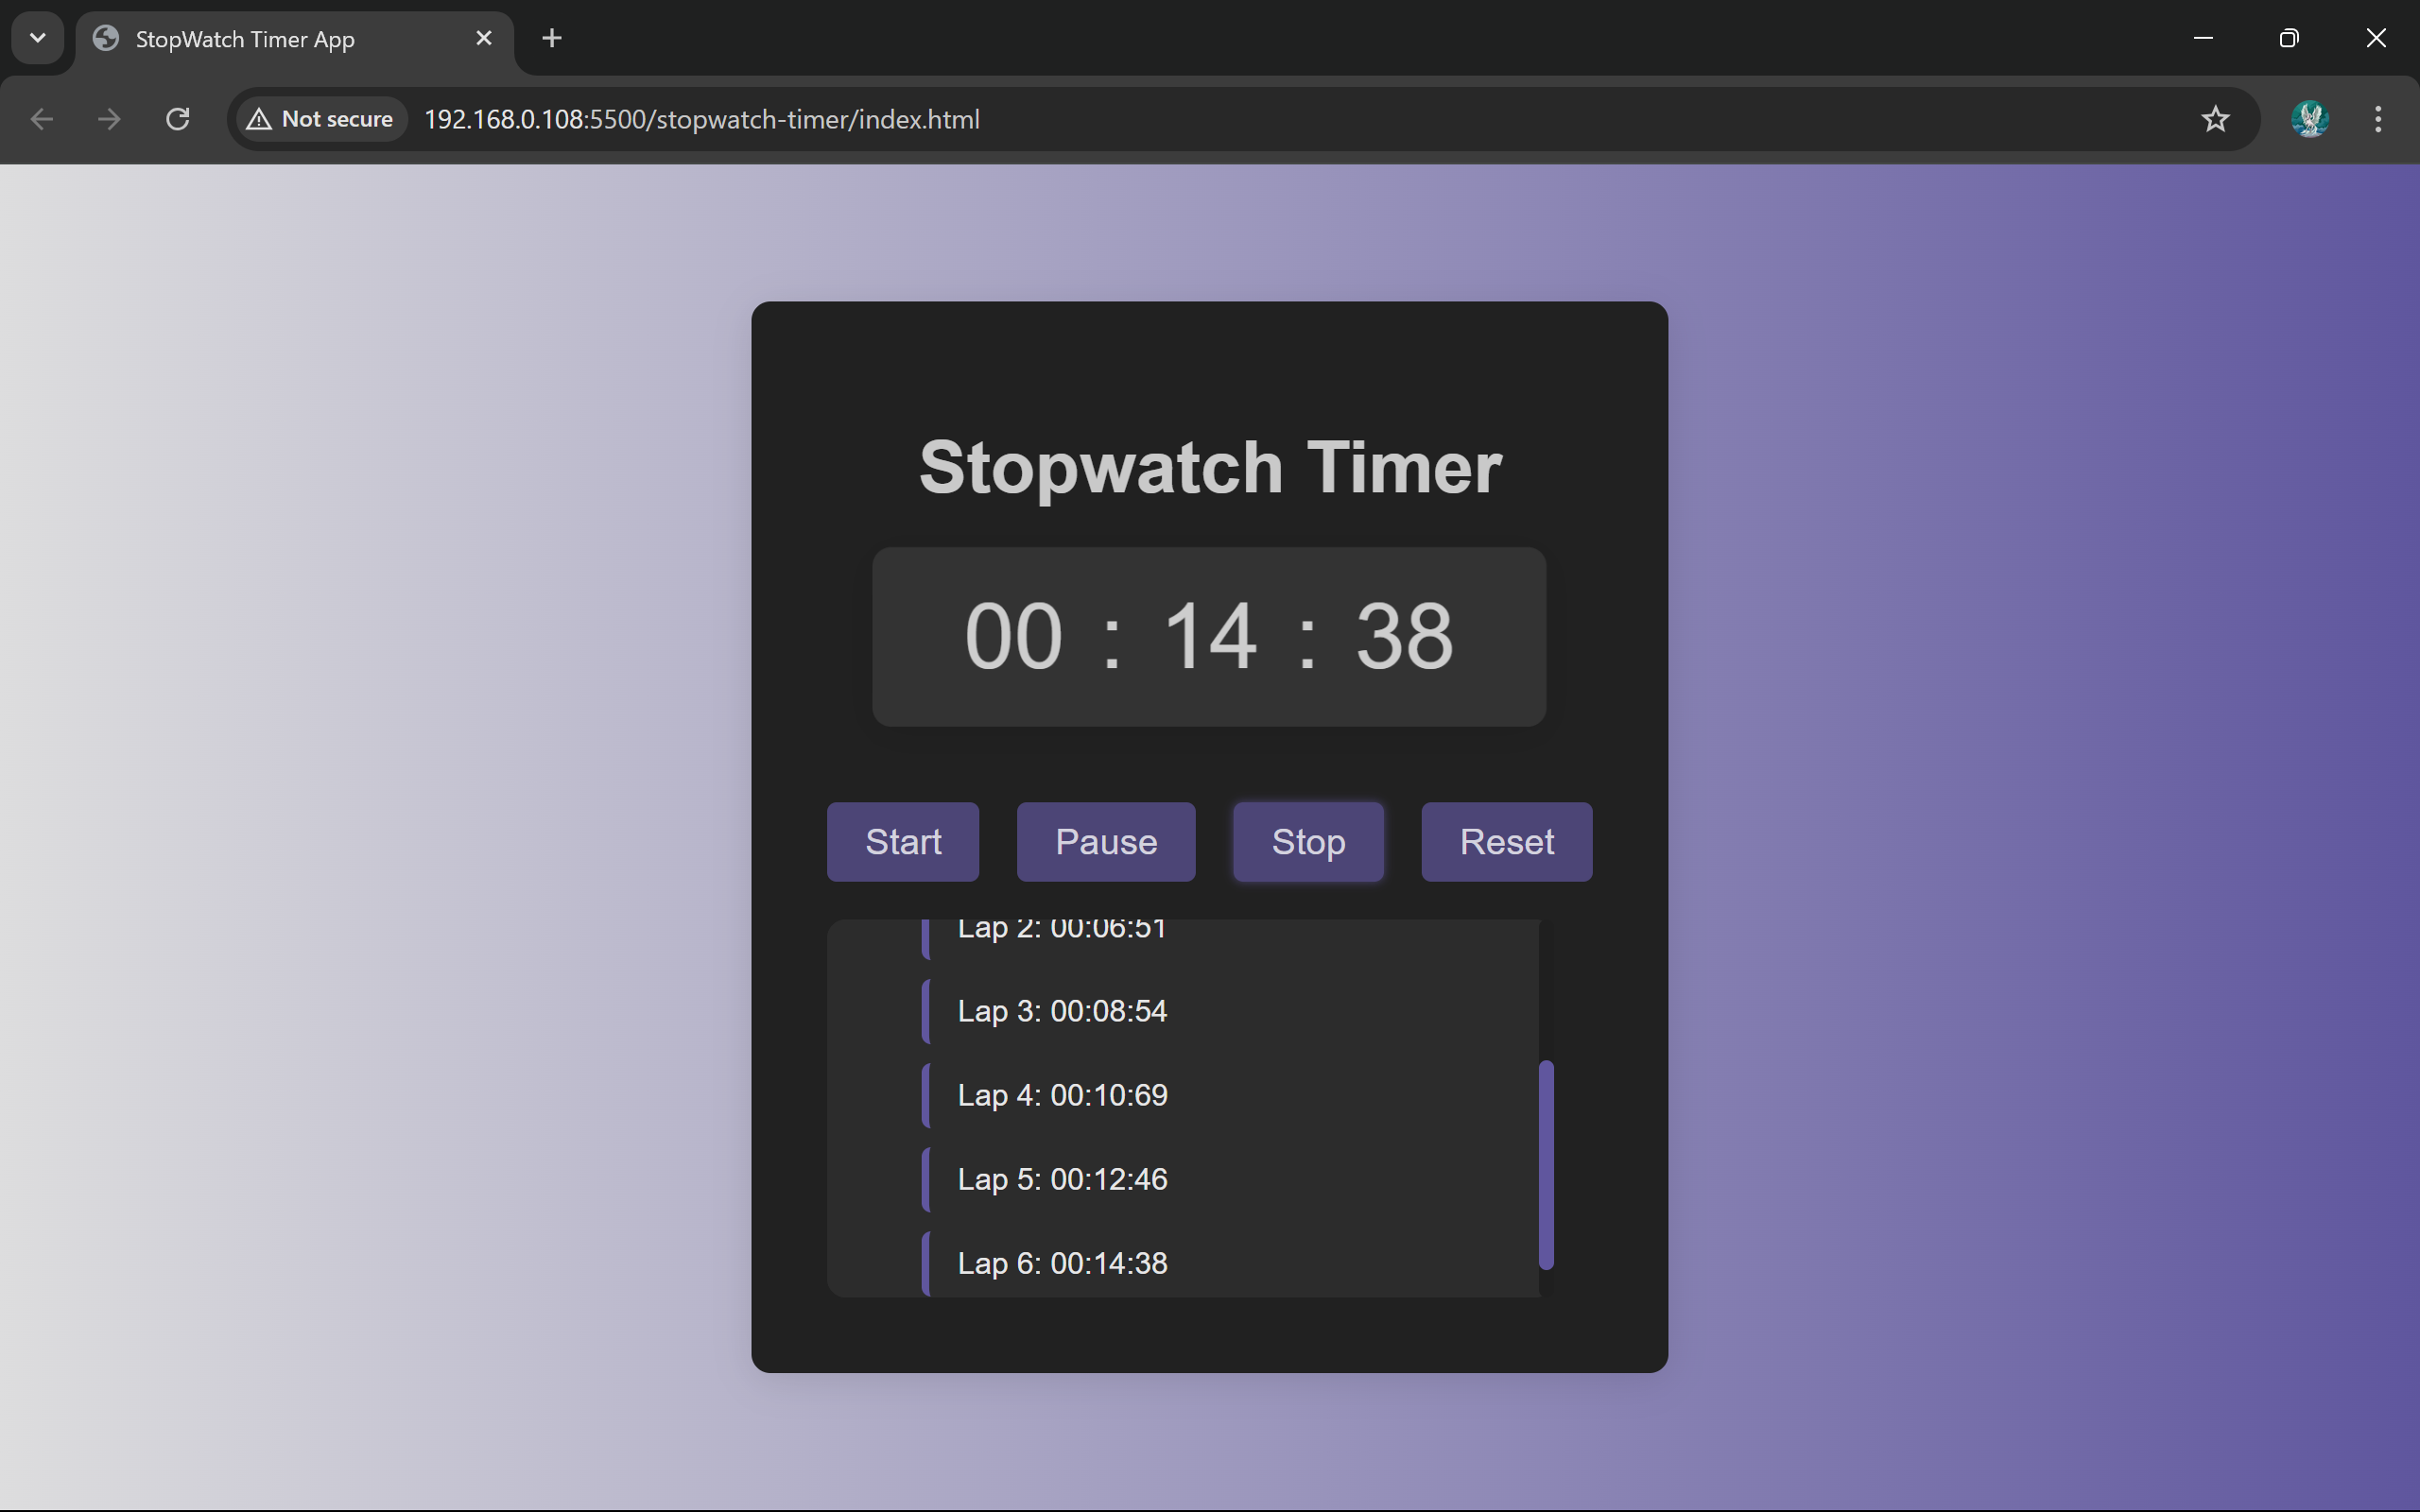 StopWatch Timer App
Not secure 192.168.0.108:5500/stopwatch-timer/index.html
Stopwatch Timer
00 : 14 : 38
Start Pause Stop Reset
Lap 2: 00:06:51
Lap 3: 00:08:54
Lap 4: 00:10:69
Lap 5: 00:12:46
Lap 6: 00:14:38